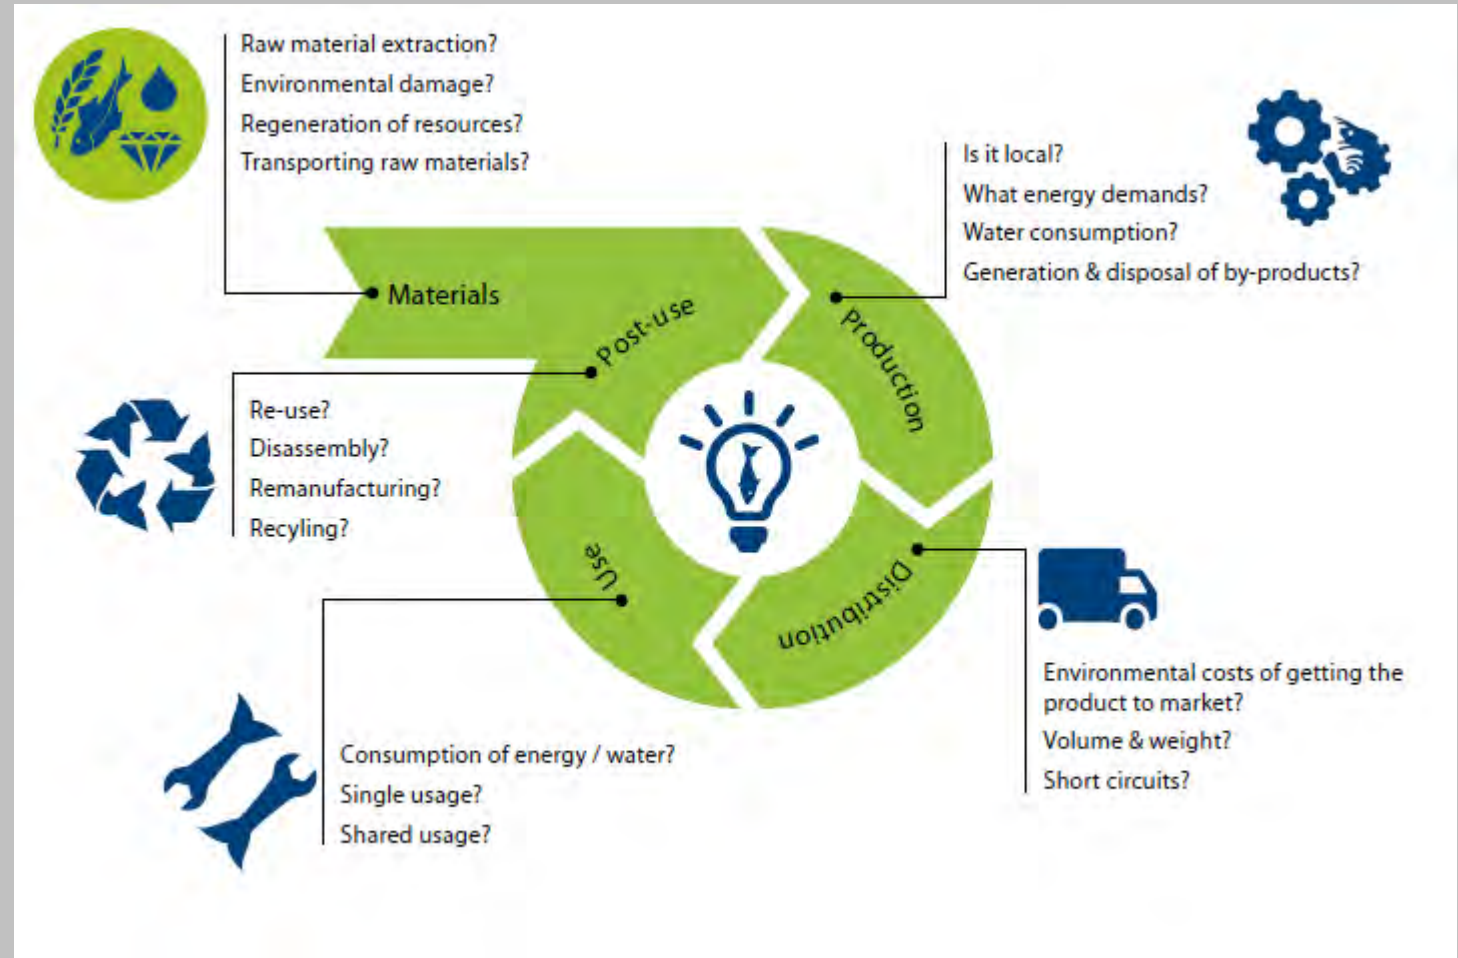 Raw material extraction?
Environmental damage?
Regeneration of resources?
Transporting raw materials?
Materials
Is it local?
What energy demands?
Water consumption?
Generation & disposal of by-products?
Production
Post-use
Re-use?
Disassembly?
Remanufacturing?
Recyling?
Distribution
Environmental costs of getting the
product to market?
Volume & weight?
Short circuits?
Use
Consumption of energy / water?
Single usage?
Shared usage?